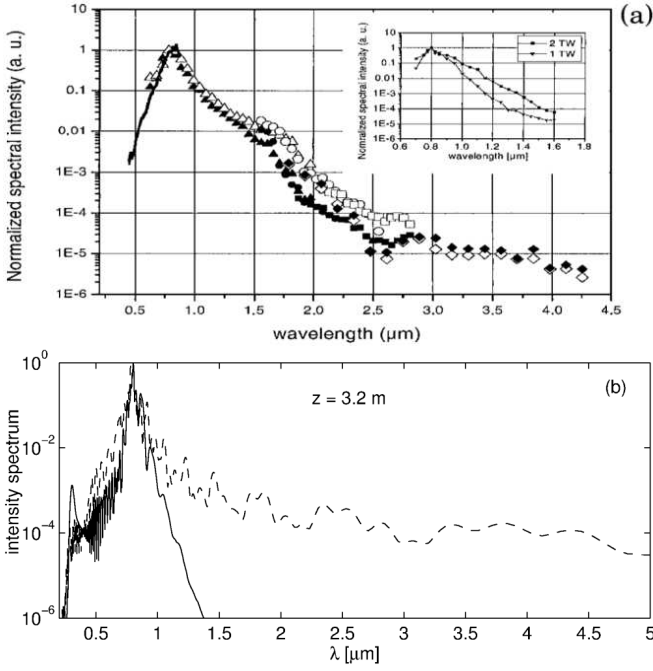 (a)
Normalized spectral intensity (a. u.)
1
0.1
0.01
1E-3
1E-4
1E-5
1E-6
0.5
1.0
1.5
2.0
2.5
3.0
3.5
4.0
4.5
wavelength (μm)
Normalized spectral intensity [a. u.]
1
0.1
0.01
1E-3
1E-4
1E-5
1E-6
2 TW
1 TW
0.6
0.8
1.0
1.2
1.4
1.6
1.8
wavelength [μm]
(b)
z = 3.2 m
intensity spectrum
10^0
10^-2
10^-4
10^-6
0.5
1
1.5
2
2.5
3
3.5
4
4.5
5
λ [μm]